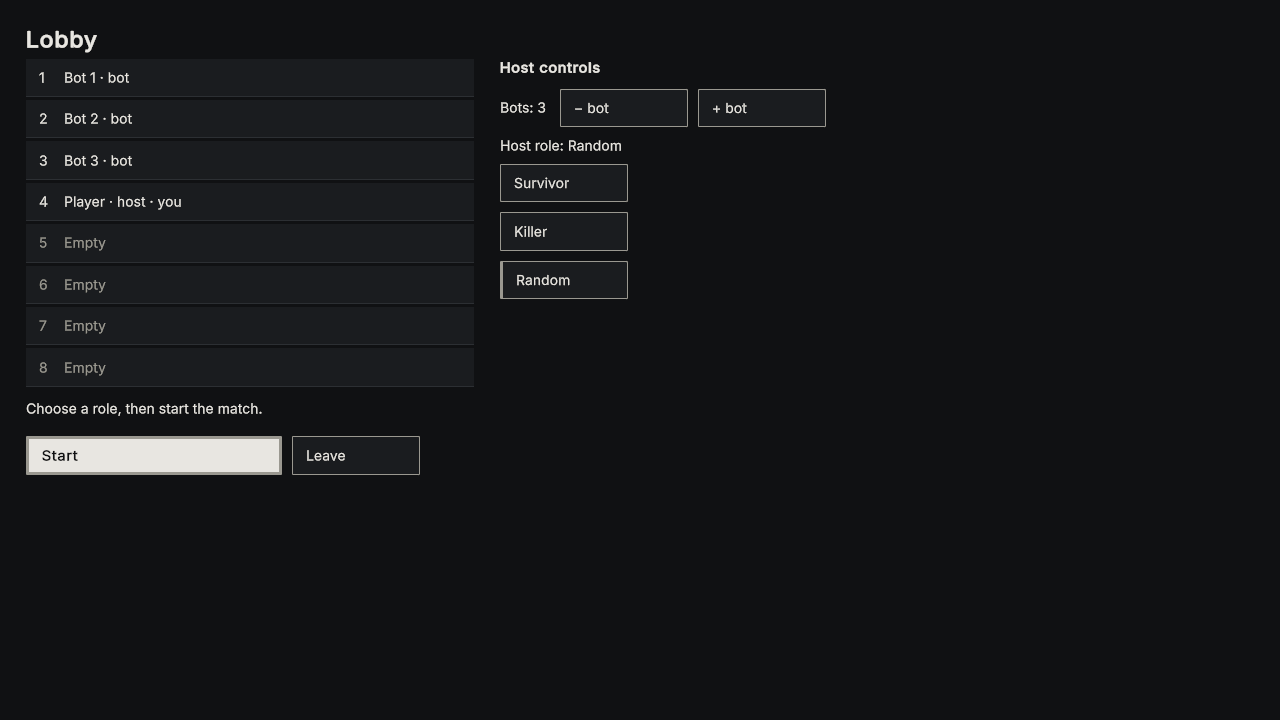 Lobby
1 Bot 1 · bot
2 Bot 2 · bot
3 Bot 3 · bot
4 Player · host · you
5 Empty
6 Empty
7 Empty
8 Empty
Choose a role, then start the match.
Start
Leave
Host controls
Bots: 3
− bot
+ bot
Host role: Random
Survivor
Killer
Random